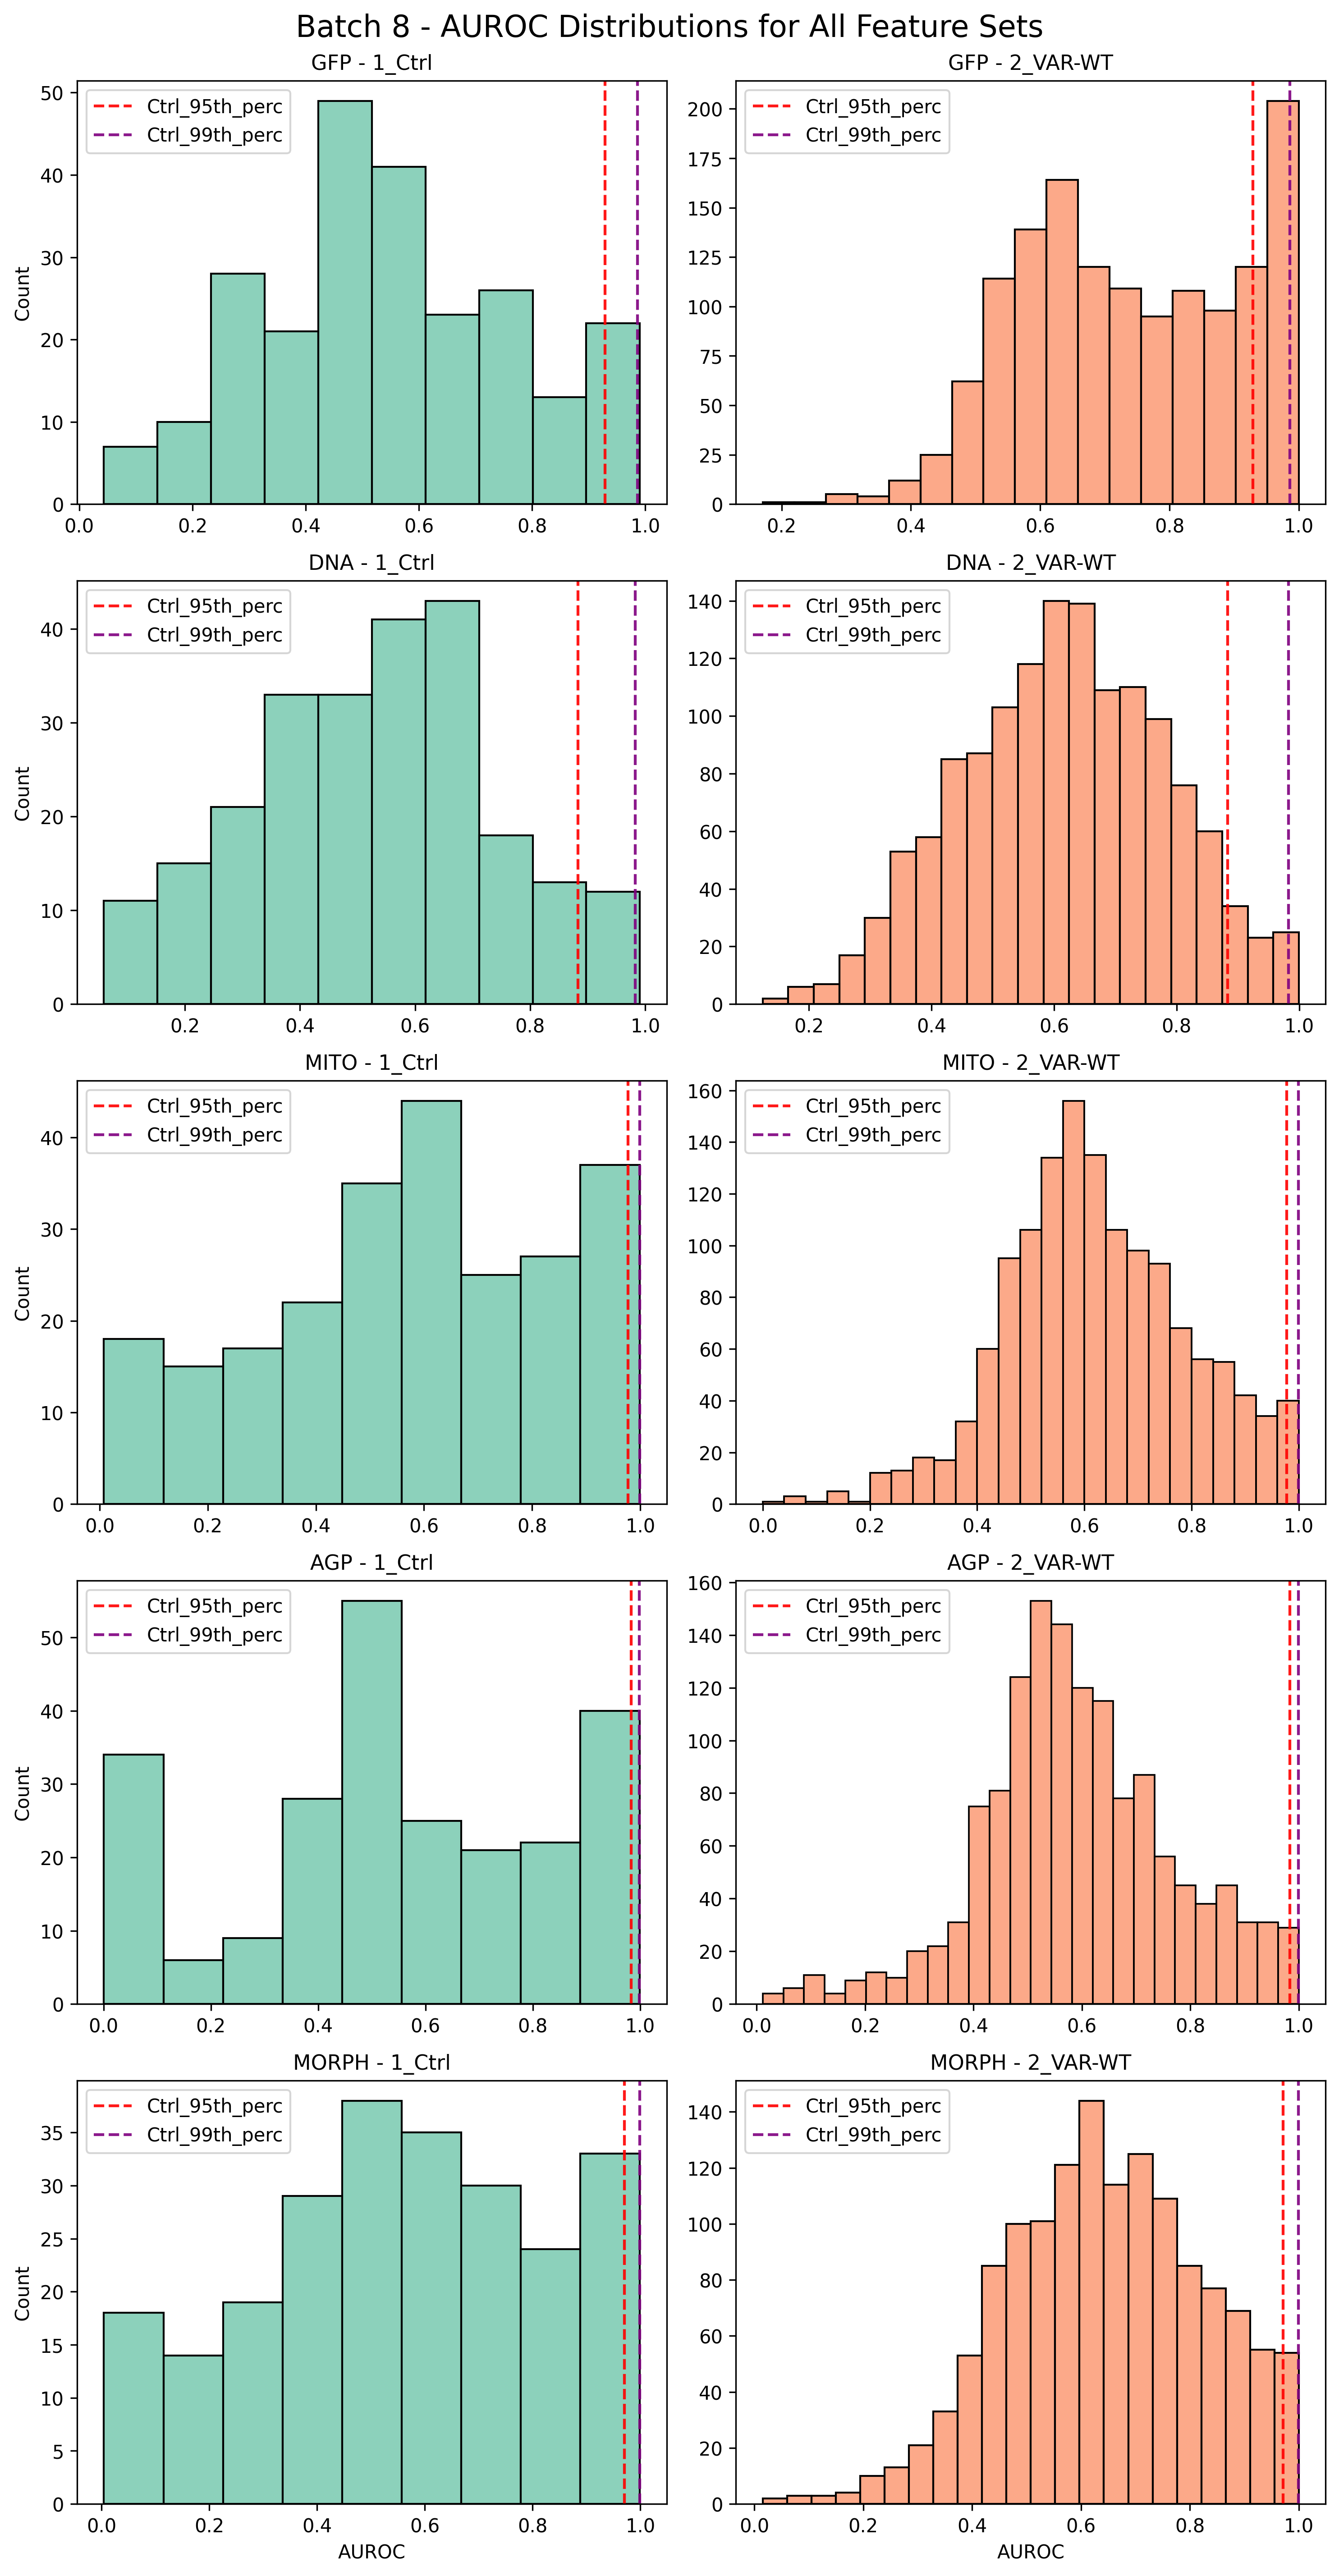 Batch 8 - AUROC Distributions for All Feature Sets
GFP - 1_Ctrl
Ctrl_95th_perc
Ctrl_99th_perc
Count
50
40
30
20
10
0
0.0 0.2 0.4 0.6 0.8 1.0
GFP - 2_VAR-WT
Ctrl_95th_perc
Ctrl_99th_perc
200
175
150
125
100
75
50
25
0
0.2 0.4 0.6 0.8 1.0
DNA - 1_Ctrl
Ctrl_95th_perc
Ctrl_99th_perc
Count
40
30
20
10
0
0.2 0.4 0.6 0.8 1.0
DNA - 2_VAR-WT
Ctrl_95th_perc
Ctrl_99th_perc
140
120
100
80
60
40
20
0
0.2 0.4 0.6 0.8 1.0
MITO - 1_Ctrl
Ctrl_95th_perc
Ctrl_99th_perc
Count
40
30
20
10
0
0.0 0.2 0.4 0.6 0.8 1.0
MITO - 2_VAR-WT
Ctrl_95th_perc
Ctrl_99th_perc
160
140
120
100
80
60
40
20
0
0.0 0.2 0.4 0.6 0.8 1.0
AGP - 1_Ctrl
Ctrl_95th_perc
Ctrl_99th_perc
Count
50
40
30
20
10
0
0.0 0.2 0.4 0.6 0.8 1.0
AGP - 2_VAR-WT
Ctrl_95th_perc
Ctrl_99th_perc
160
140
120
100
80
60
40
20
0
0.0 0.2 0.4 0.6 0.8 1.0
MORPH - 1_Ctrl
Ctrl_95th_perc
Ctrl_99th_perc
Count
35
30
25
20
15
10
5
0
0.0 0.2 0.4 0.6 0.8 1.0
AUROC
MORPH - 2_VAR-WT
Ctrl_95th_perc
Ctrl_99th_perc
140
120
100
80
60
40
20
0
0.0 0.2 0.4 0.6 0.8 1.0
AUROC